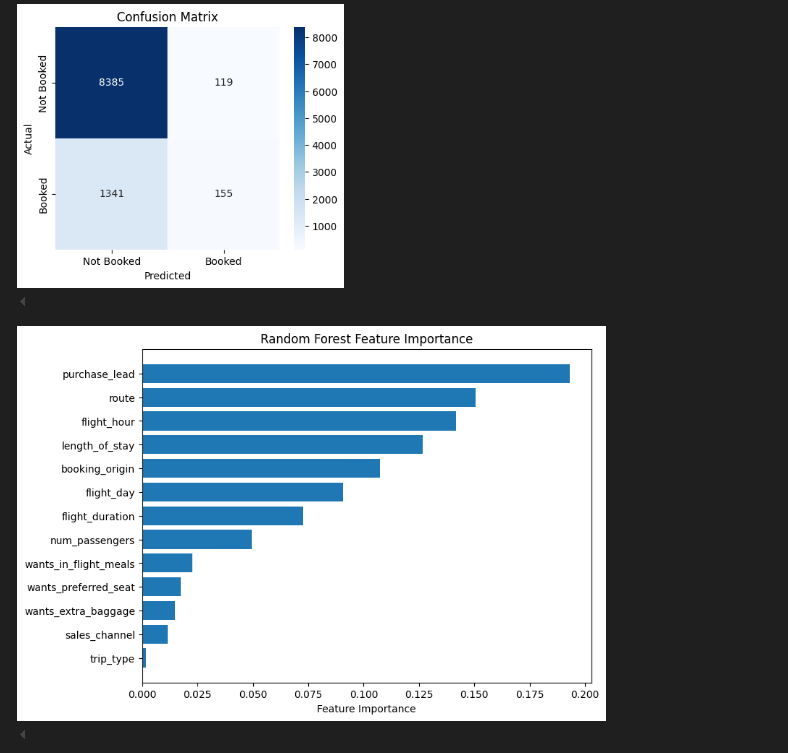 Confusion Matrix
Not Booked
8385
119
8000
7000
6000
5000
4000
3000
2000
1000
Actual
Booked
1341
155
Not Booked
Booked
Predicted
Random Forest Feature Importance
purchase_lead
route
flight_hour
length_of_stay
booking_origin
flight_day
flight_duration
num_passengers
wants_in_flight_meals
wants_preferred_seat
wants_extra_baggage
sales_channel
trip_type
0.000 0.025 0.050 0.075 0.100 0.125 0.150 0.175 0.200
Feature Importance